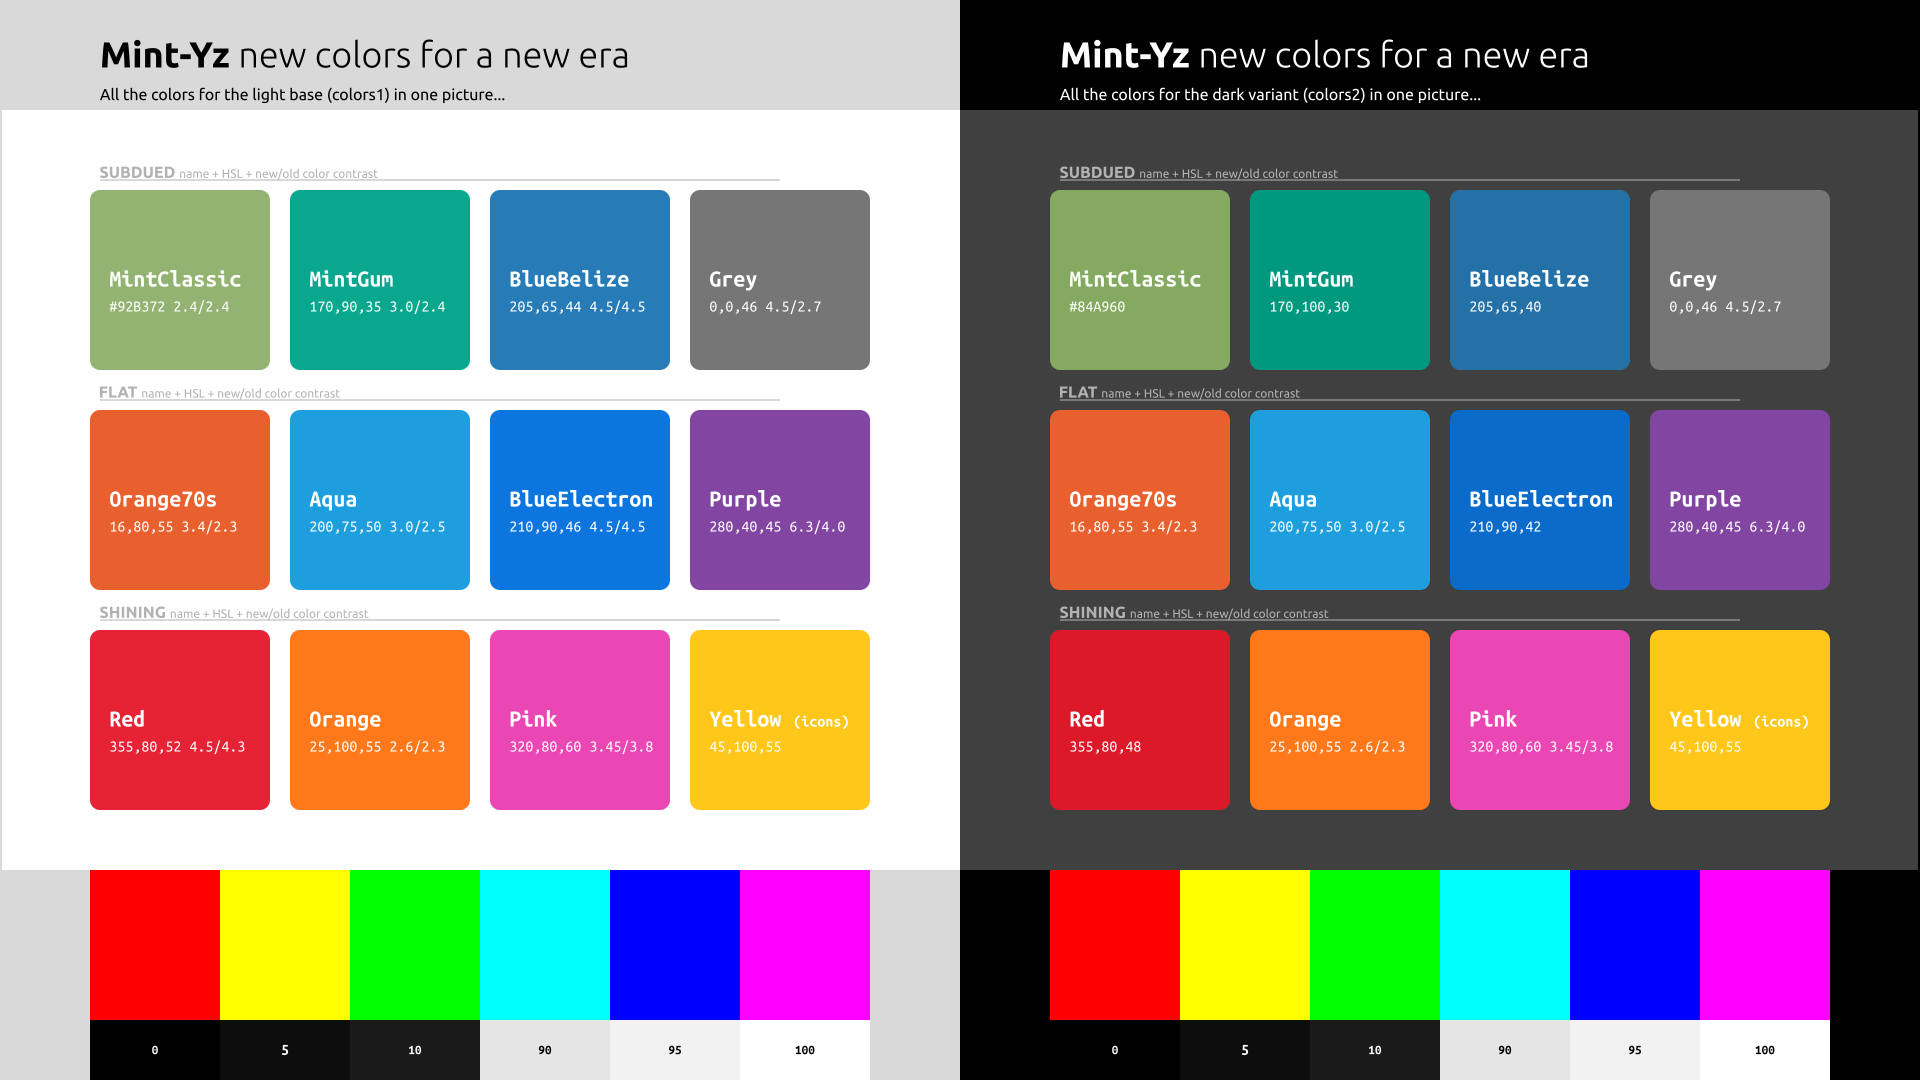 Mint-Yz new colors for a new era
All the colors for the light base (colors1) in one picture...
SUBDUED name + HSL + new/old color contrast
MintClassic
#92B372 2.4/2.4
MintGum
170,90,35 3.0/2.4
BlueBelize
205,65,44 4.5/4.5
Grey
0,0,46 4.5/2.7
FLAT name + HSL + new/old color contrast
Orange70s
16,80,55 3.4/2.3
Aqua
200,75,50 3.0/2.5
BlueElectron
210,90,46 4.5/4.5
Purple
280,40,45 6.3/4.0
SHINING name + HSL + new/old color contrast
Red
355,80,52 4.5/4.3
Orange
25,100,55 2.6/2.3
Pink
320,80,60 3.45/3.8
Yellow (icons)
45,100,55
0 5 10 90 95 100
Mint-Yz new colors for a new era
All the colors for the dark variant (colors2) in one picture...
SUBDUED name + HSL + new/old color contrast
MintClassic
#84A960
MintGum
170,100,30
BlueBelize
205,65,40
Grey
0,0,46 4.5/2.7
FLAT name + HSL + new/old color contrast
Orange70s
16,80,55 3.4/2.3
Aqua
200,75,50 3.0/2.5
BlueElectron
210,90,42
Purple
280,40,45 6.3/4.0
SHINING name + HSL + new/old color contrast
Red
355,80,48
Orange
25,100,55 2.6/2.3
Pink
320,80,60 3.45/3.8
Yellow (icons)
45,100,55
0 5 10 90 95 100